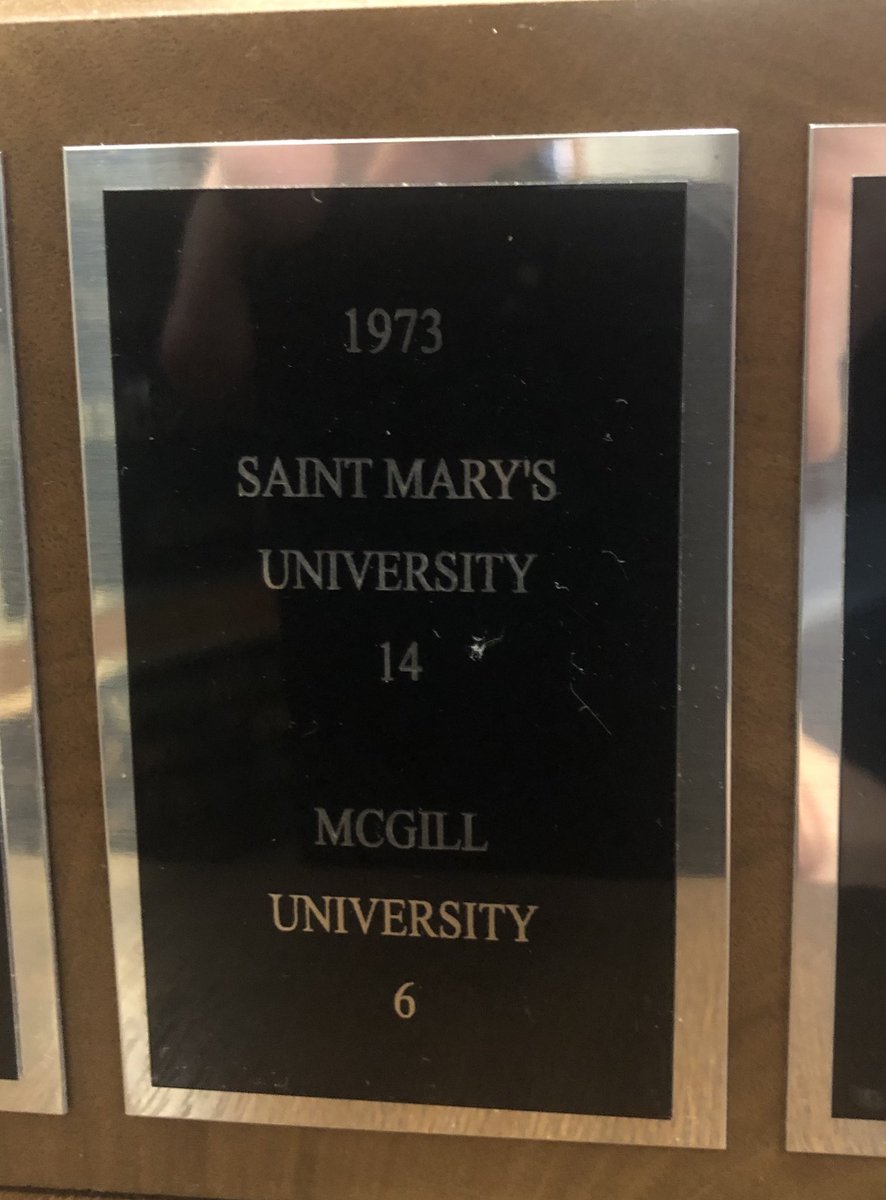 1973
SAINT MARY'S
UNIVERSITY
14
MCGILL
UNIVERSITY
6